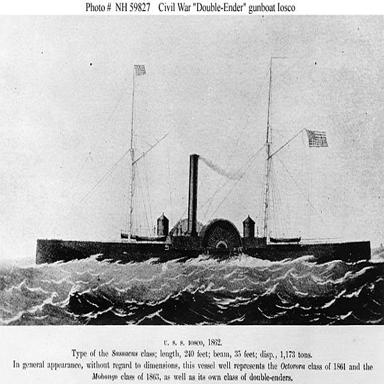 Photo # NH 59827 Civil War "Double-Ender" gunboat Iosco
U. S. S. IOSCO, 1862.
Type of the Sassacus class; length, 240 feet; beam, 35 feet; disp., 1,173 tons.
In general appearance, without regard to dimensions, this vessel well represents the Octorora class of 1861 and the
Mohongo class of 1863, as well as its own class of double-enders.